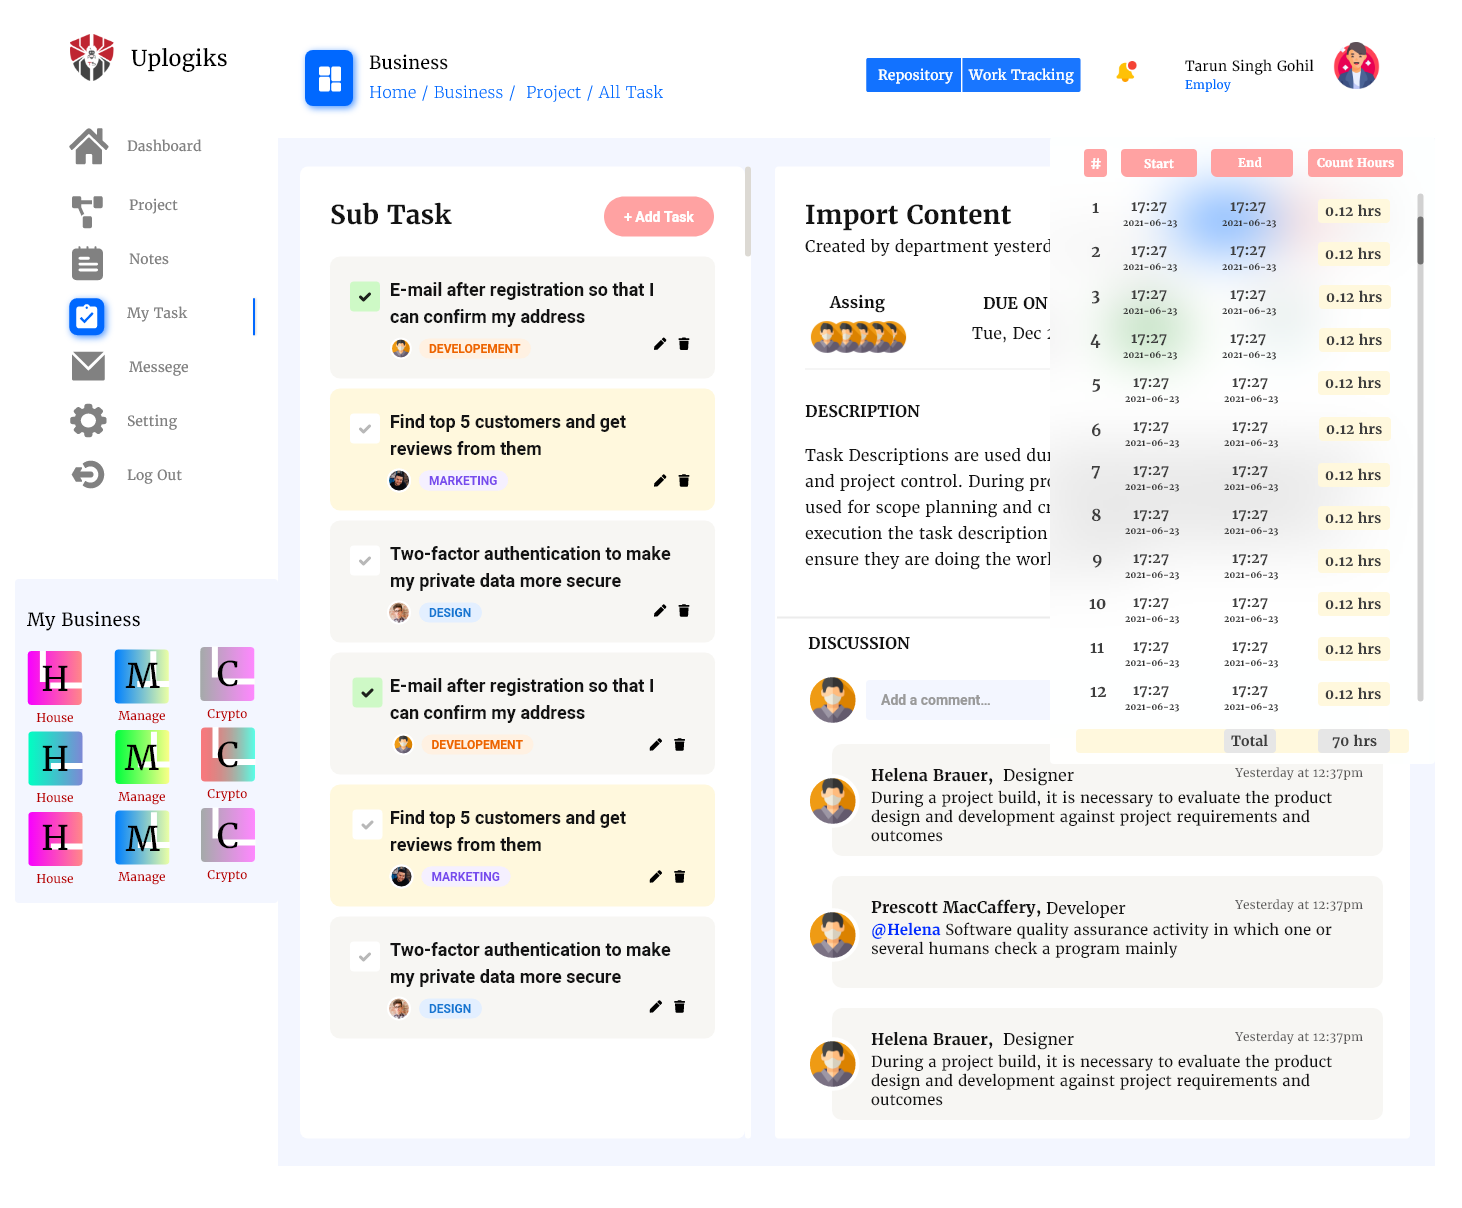 Uplogiks
Business
Home / Business / Project / All Task
Repository
Work Tracking
Tarun Singh Gohil
Employ
Dashboard
Project
Notes
My Task
Messege
Setting
Log Out
My Business
H
M
C
House
Manage
Crypto
H
M
C
House
Manage
Crypto
H
M
C
House
Manage
Crypto
Sub Task
+ Add Task
E-mail after registration so that I
can confirm my address
DEVELOPEMENT
Find top 5 customers and get
reviews from them
MARKETING
Two-factor authentication to make
my private data more secure
DESIGN
E-mail after registration so that I
can confirm my address
DEVELOPEMENT
Find top 5 customers and get
reviews from them
MARKETING
Two-factor authentication to make
my private data more secure
DESIGN
Import Content
Created by department yesterd
Assing
DUE ON
Tue, Dec
DESCRIPTION
Task Descriptions are used du
and project control. During pr
used for scope planning and c
execution the task description
ensure they are doing the wor
DISCUSSION
Add a comment…
Helena Brauer, Designer
Yesterday at 12:37pm
During a project build, it is necessary to evaluate the product
design and development against project requirements and
outcomes
Prescott MacCaffery, Developer
Yesterday at 12:37pm
@Helena Software quality assurance activity in which one or
several humans check a program mainly
Helena Brauer, Designer
Yesterday at 12:37pm
During a project build, it is necessary to evaluate the product
design and development against project requirements and
outcomes
# Start End Count Hours
1 17:27 17:27 0.12 hrs
2021-06-23 2021-06-23
2 17:27 17:27 0.12 hrs
2021-06-23 2021-06-23
3 17:27 17:27 0.12 hrs
2021-06-23 2021-06-23
4 17:27 17:27 0.12 hrs
2021-06-23 2021-06-23
5 17:27 17:27 0.12 hrs
2021-06-23 2021-06-23
6 17:27 17:27 0.12 hrs
2021-06-23 2021-06-23
7 17:27 17:27 0.12 hrs
2021-06-23 2021-06-23
8 17:27 17:27 0.12 hrs
2021-06-23 2021-06-23
9 17:27 17:27 0.12 hrs
2021-06-23 2021-06-23
10 17:27 17:27 0.12 hrs
2021-06-23 2021-06-23
11 17:27 17:27 0.12 hrs
2021-06-23 2021-06-23
12 17:27 17:27 0.12 hrs
2021-06-23 2021-06-23
Total 70 hrs